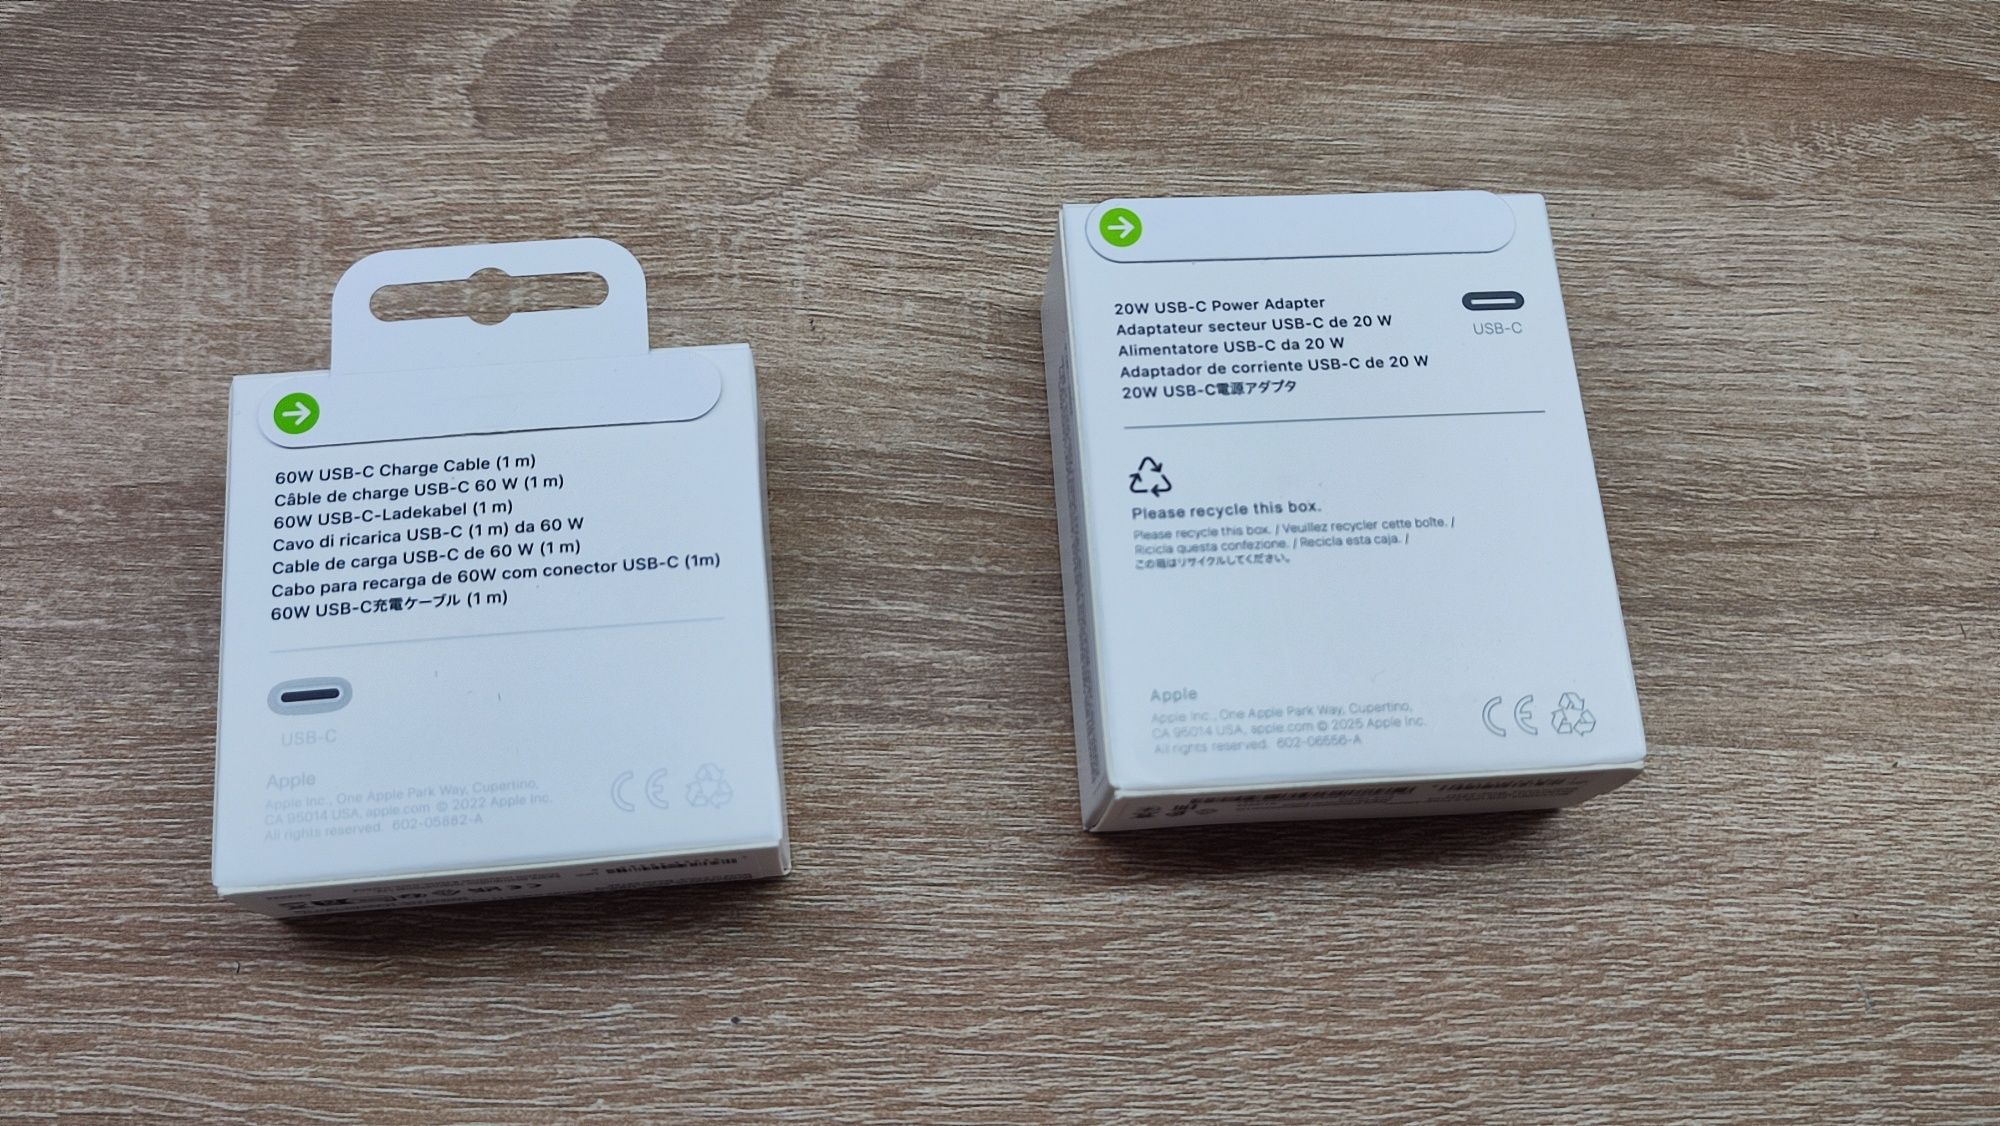 60W USB-C Charge Cable (1 m)
Câble de charge USB-C 60 W (1 m)
60W USB-C-Ladekabel (1 m)
Cavo di ricarica USB-C (1 m) da 60 W
Cable de carga USB-C de 60 W (1 m)
Cabo para recarga de 60W com conector USB-C (1m)
60W USB-C充電ケーブル (1 m)
USB-C
Apple
Apple Inc., One Apple Park Way, Cupertino,
CA 95014 USA, apple.com © 2022 Apple Inc.
All rights reserved. 602-05882-A
CE
20W USB-C Power Adapter
Adaptateur secteur USB-C de 20 W
Alimentatore USB-C da 20 W
Adaptador de corriente USB-C de 20 W
20W USB-C電源アダプタ
USB-C
Please recycle this box.
Please recycle this box. / Veuillez recycler cette boîte. /
Ricicla questa confezione. / Recicla esta caja. /
この箱はリサイクルしてください。
Apple
Apple Inc., One Apple Park Way, Cupertino,
CA 95014 USA, apple.com © 2025 Apple Inc.
All rights reserved. 602-06556-A
CE